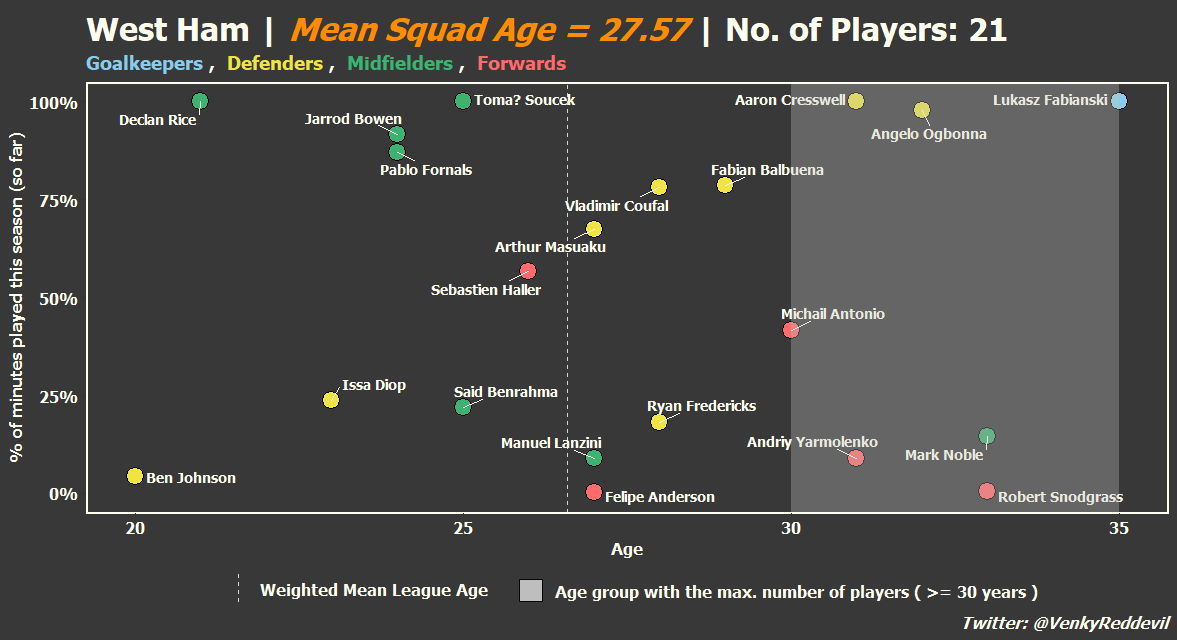 West Ham | Mean Squad Age = 27.57 | No. of Players: 21
Goalkeepers , Defenders , Midfielders , Forwards
% of minutes played this season (so far)
100%
75%
50%
25%
0%
Declan Rice
Toma? Soucek
Aaron Cresswell
Lukasz Fabianski
Jarrod Bowen
Angelo Ogbonna
Pablo Fornals
Fabian Balbuena
Vladimir Coufal
Arthur Masuaku
Sebastien Haller
Michail Antonio
Issa Diop
Said Benrahma
Ryan Fredericks
Manuel Lanzini
Andriy Yarmolenko
Mark Noble
Ben Johnson
Felipe Anderson
Robert Snodgrass
20 25 30 35
Age
Weighted Mean League Age
Age group with the max. number of players ( >= 30 years )
Twitter: @VenkyReddevil